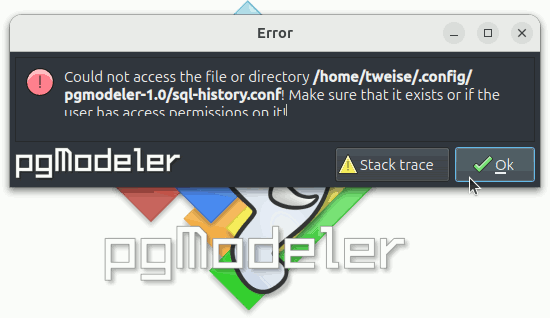 Error
Could not access the file or directory /home/tweise/.config/
pgmodeler-1.0/sql-history.conf! Make sure that it exists or if the
user has access permissions on it!
pgModeler
Stack trace
Ok
pgModeler